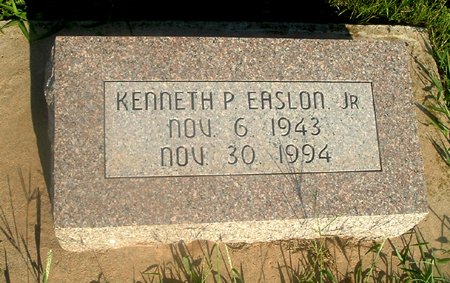 KENNETH P EASLON JR
NOV. 6. 1943
NOV. 30. 1994